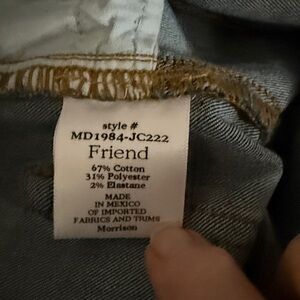 style #
MD1984-JC222
Friend
67% Cotton
31% Polyester
2% Elastane
MADE
IN MEXICO
OF IMPORTED
FABRICS AND TRIMS
Morrison